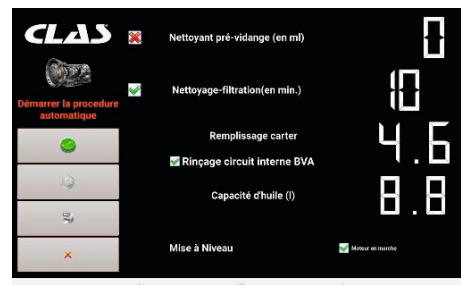 CLAS
Nettoyant pré-vidange (en ml)
0
Démarrer la procedure
automatique
Nettoyage-filtration(en min.)
10
Remplissage carter
4.6
Rinçage circuit interne BVA
Capacité d'huile (l)
8.8
Mise à Niveau
Moteur en marche